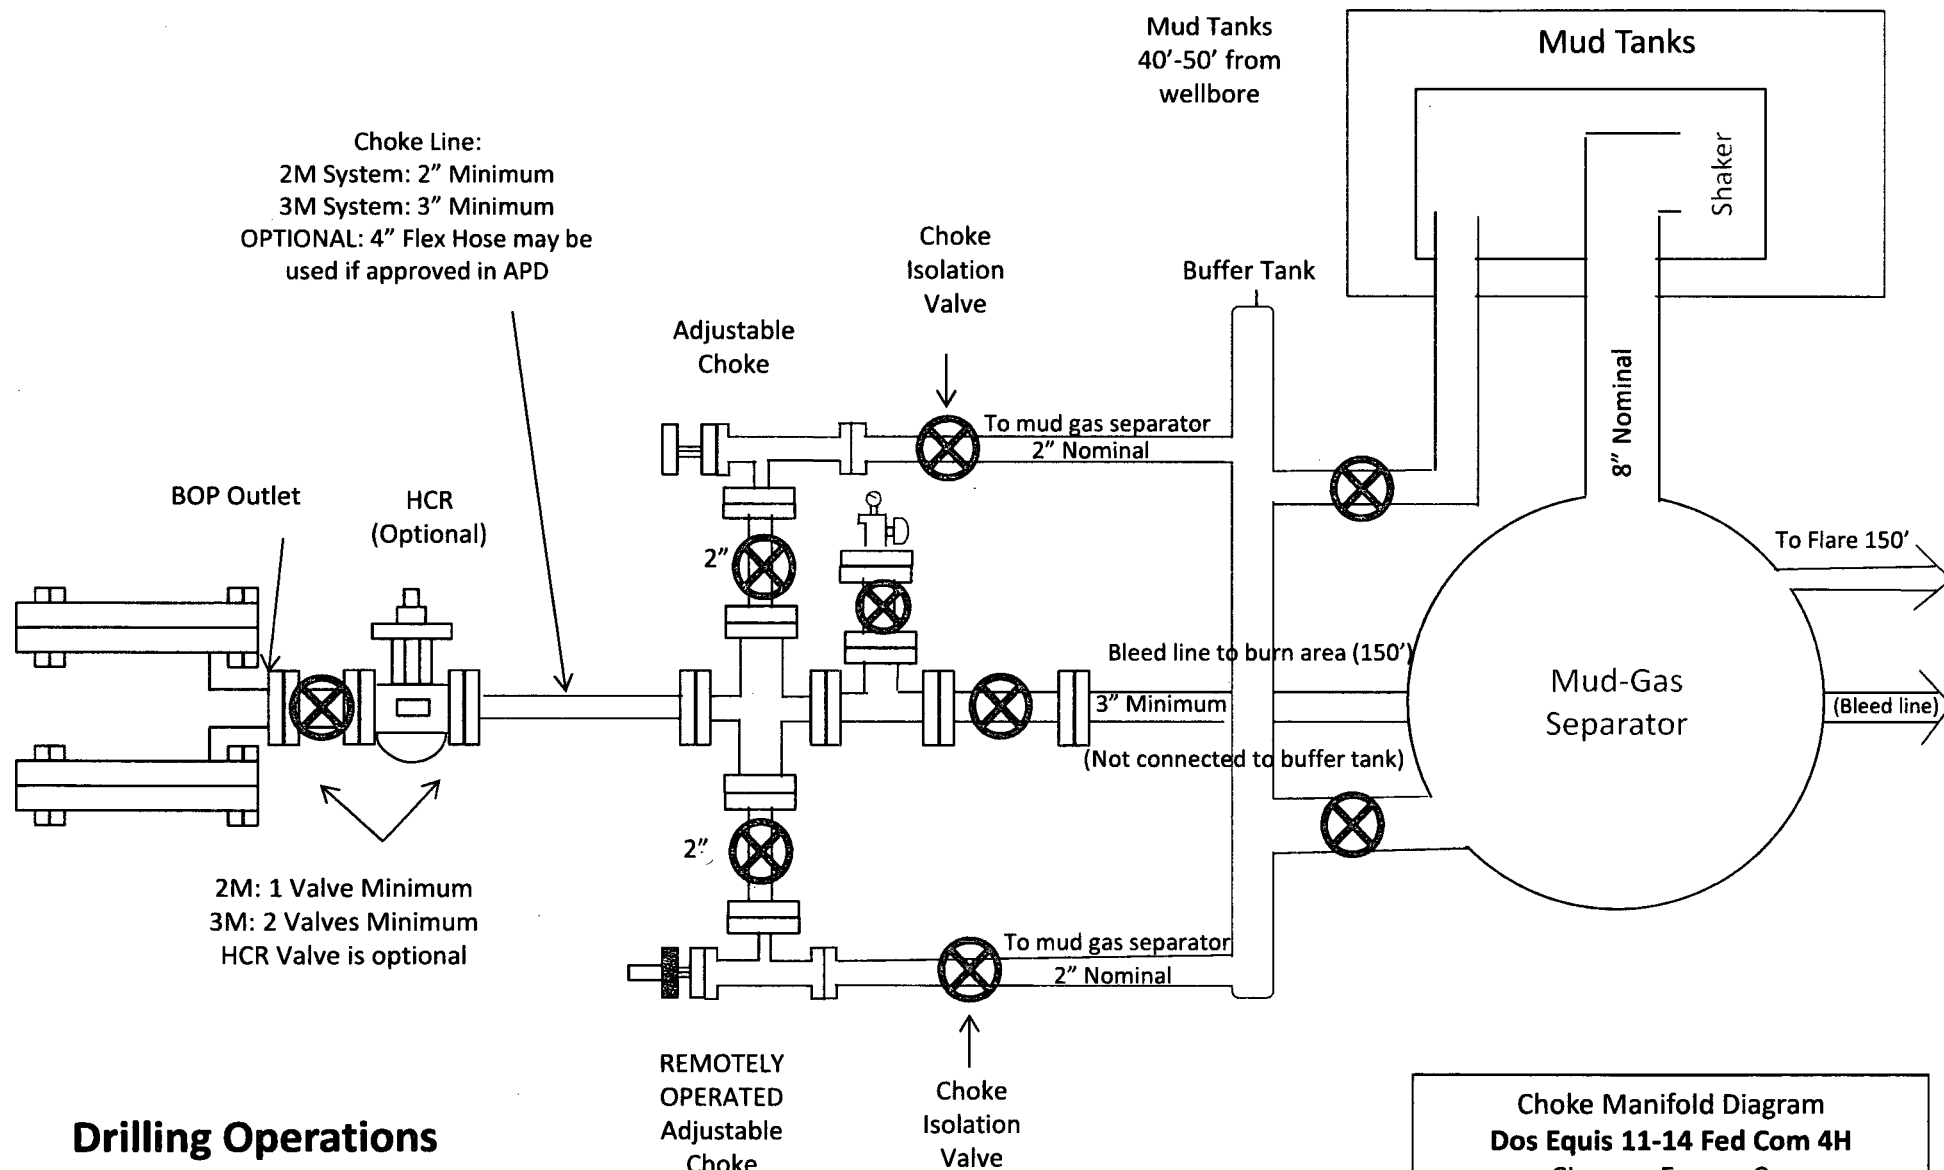 Mud Tanks
40’-50’ from
wellbore
Mud Tanks
Shaker
Choke Line:
2M System: 2” Minimum
3M System: 3” Minimum
OPTIONAL: 4” Flex Hose may be
used if approved in APD
Choke
Isolation
Valve
Buffer Tank
Adjustable
Choke
To mud gas separator
2” Nominal
8” Nominal
BOP Outlet
HCR
(Optional)
2”
To Flare 150’
Bleed line to burn area (150’)
3” Minimum
(Not connected to buffer tank)
Mud-Gas
Separator
(Bleed line)
2”
2M: 1 Valve Minimum
3M: 2 Valves Minimum
HCR Valve is optional
To mud gas separator
2” Nominal
REMOTELY
OPERATED
Adjustable
Choke
Choke
Isolation
Valve
Drilling Operations
Choke Manifold Diagram
Dos Equis 11-14 Fed Com 4H